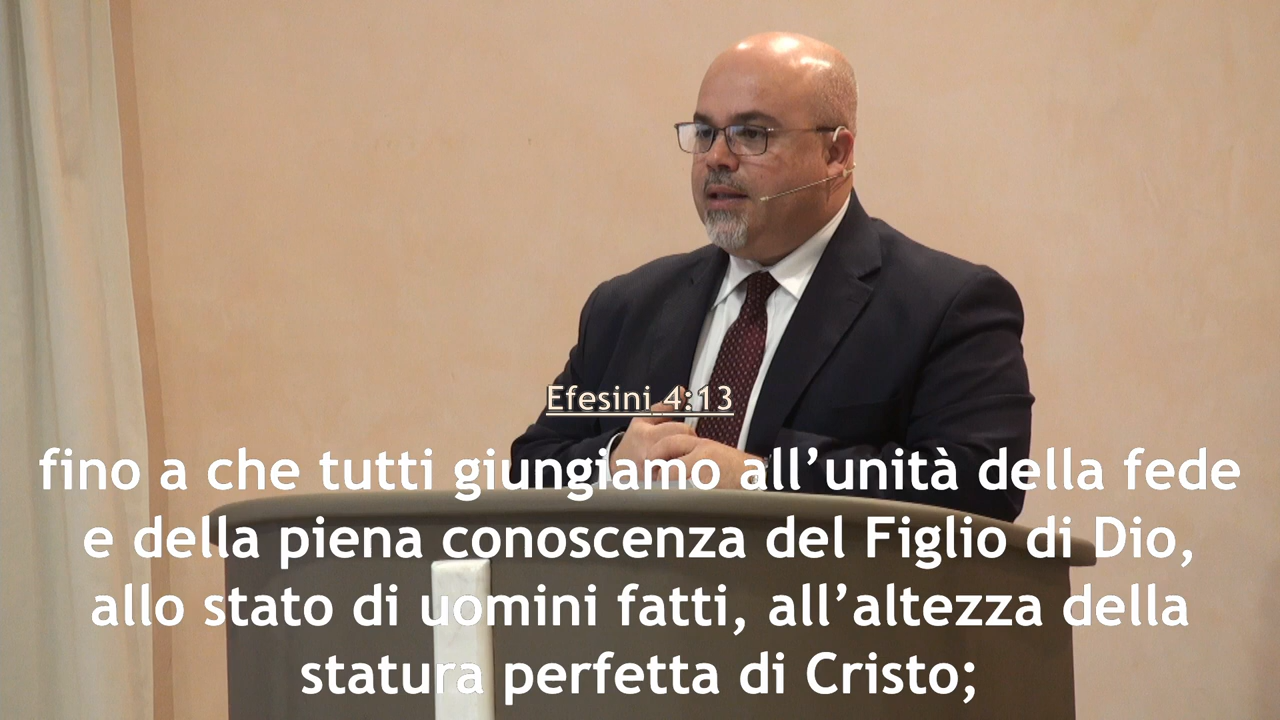 Efesini 4:13
fino a che tutti giungiamo all’unità della fede
e della piena conoscenza del Figlio di Dio,
allo stato di uomini fatti, all’altezza della
statura perfetta di Cristo;